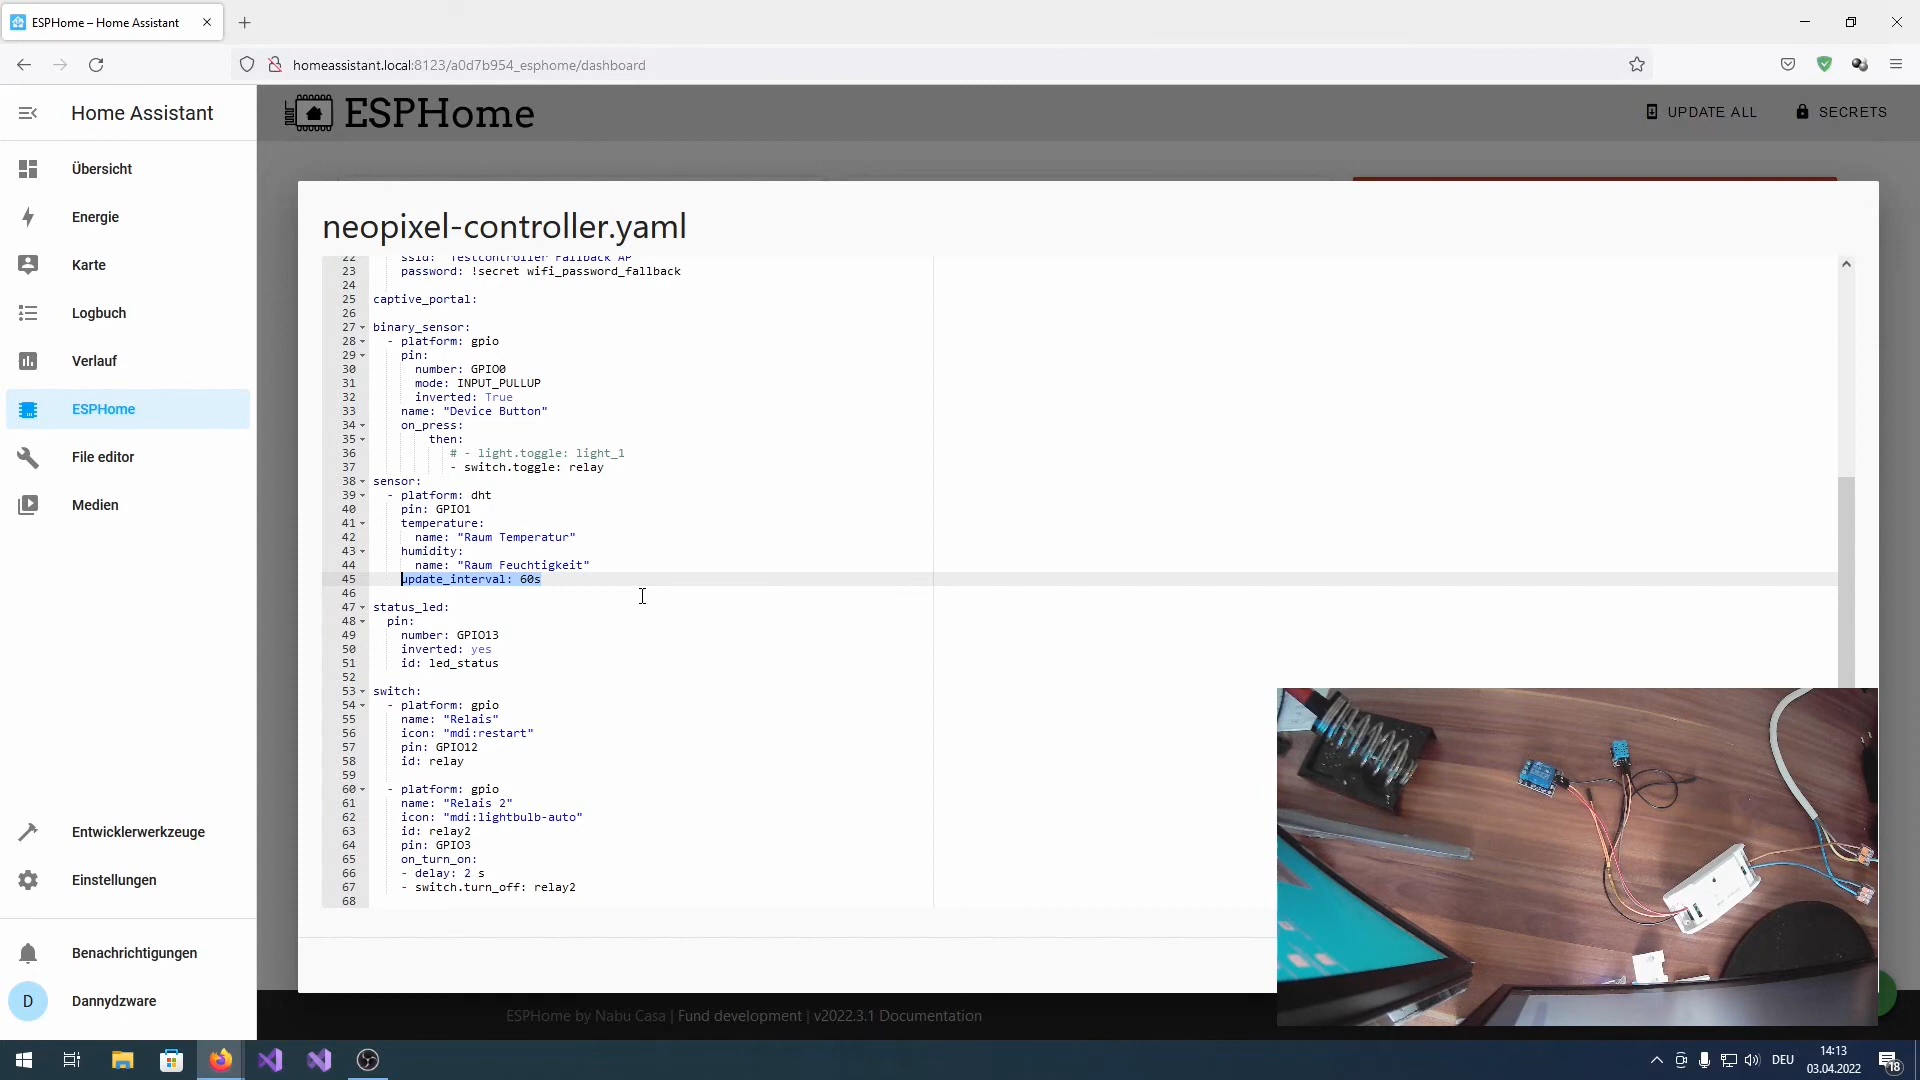 ESPHome – Home Assistant
homeassistant.local:8123/a0d7b954_esphome/dashboard
Home Assistant
ESPHome
UPDATE ALL
SECRETS
Übersicht
Energie
Karte
Logbuch
Verlauf
ESPHome
File editor
Medien
Entwicklerwerkzeuge
Einstellungen
Benachrichtigungen
D
Dannydzware
neopixel-controller.yaml
22 ssid: "Testcontroller Fallback AP"
23 password: !secret wifi_password_fallback
24
25 captive_portal:
26
27 binary_sensor:
28 - platform: gpio
29 pin:
30 number: GPIO0
31 mode: INPUT_PULLUP
32 inverted: True
33 name: "Device Button"
34 on_press:
35 then:
36 # - light.toggle: light_1
37 - switch.toggle: relay
38 sensor:
39 - platform: dht
40 pin: GPIO1
41 temperature:
42 name: "Raum Temperatur"
43 humidity:
44 name: "Raum Feuchtigkeit"
45 update_interval: 60s
46
47 status_led:
48 pin:
49 number: GPIO13
50 inverted: yes
51 id: led_status
52
53 switch:
54 - platform: gpio
55 name: "Relais"
56 icon: "mdi:restart"
57 pin: GPIO12
58 id: relay
59
60 - platform: gpio
61 name: "Relais 2"
62 icon: "mdi:lightbulb-auto"
63 id: relay2
64 pin: GPIO3
65 on_turn_on:
66 - delay: 2 s
67 - switch.turn_off: relay2
68
ESPHome by Nabu Casa | Fund development | v2022.3.1 Documentation
DEU
14:13
03.04.2022
18